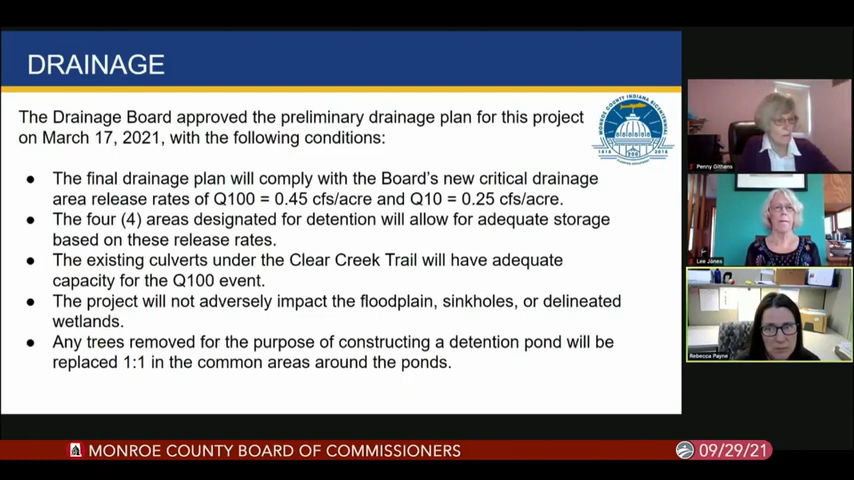 DRAINAGE
The Drainage Board approved the preliminary drainage plan for this project
on March 17, 2021, with the following conditions:
● The final drainage plan will comply with the Board's new critical drainage
area release rates of Q100 = 0.45 cfs/acre and Q10 = 0.25 cfs/acre.
● The four (4) areas designated for detention will allow for adequate storage
based on these release rates.
● The existing culverts under the Clear Creek Trail will have adequate
capacity for the Q100 event.
● The project will not adversely impact the floodplain, sinkholes, or delineated
wetlands.
● Any trees removed for the purpose of constructing a detention pond will be
replaced 1:1 in the common areas around the ponds.
MONROE COUNTY INDIANA BICENTENNIAL
1818 2018
Penny Githens
Lee Jones
Rebecca Payne
MONROE COUNTY BOARD OF COMMISSIONERS
09/29/21